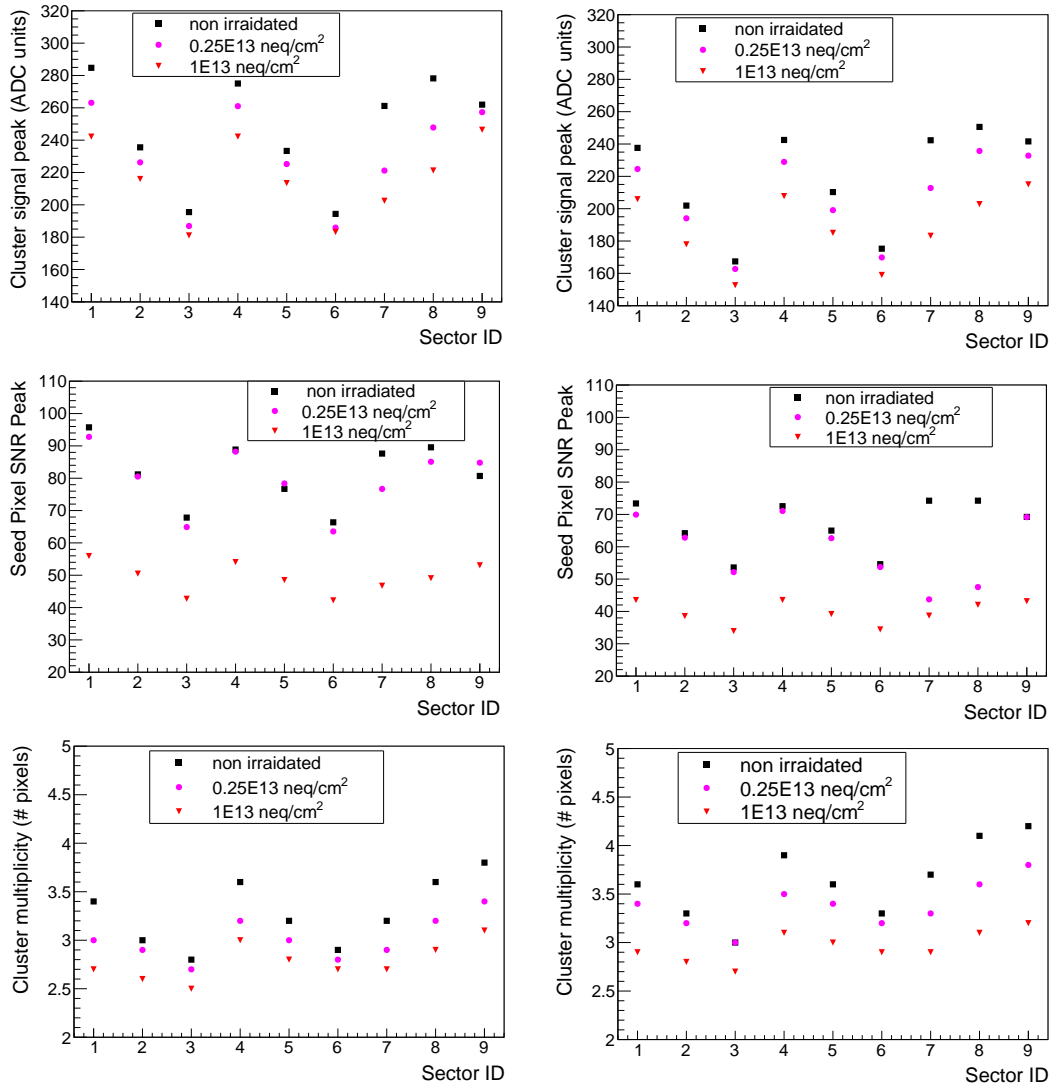 Cluster signal peak (ADC units)
320
300
280
260
240
220
200
180
160
140
non irraidated
0.25E13 neq/cm²
1E13 neq/cm²
1 2 3 4 5 6 7 8 9
Sector ID
Cluster signal peak (ADC units)
320
300
280
260
240
220
200
180
160
140
non irraidated
0.25E13 neq/cm²
1E13 neq/cm²
1 2 3 4 5 6 7 8 9
Sector ID
Seed Pixel SNR Peak
110
100
90
80
70
60
50
40
30
20
non irradiated
0.25E13 neq/cm²
1E13 neq/cm²
1 2 3 4 5 6 7 8 9
Sector ID
Seed Pixel SNR Peak
110
100
90
80
70
60
50
40
30
20
non irradiated
0.25E13 neq/cm²
1E13 neq/cm²
1 2 3 4 5 6 7 8 9
Sector ID
Cluster multiplicity (# pixels)
5
4.5
4
3.5
3
2.5
2
non irraidated
0.25E13 neq/cm²
1E13 neq/cm²
1 2 3 4 5 6 7 8 9
Sector ID
Cluster multiplicity (# pixels)
5
4.5
4
3.5
3
2.5
2
non irraidated
0.25E13 neq/cm²
1E13 neq/cm²
1 2 3 4 5 6 7 8 9
Sector ID